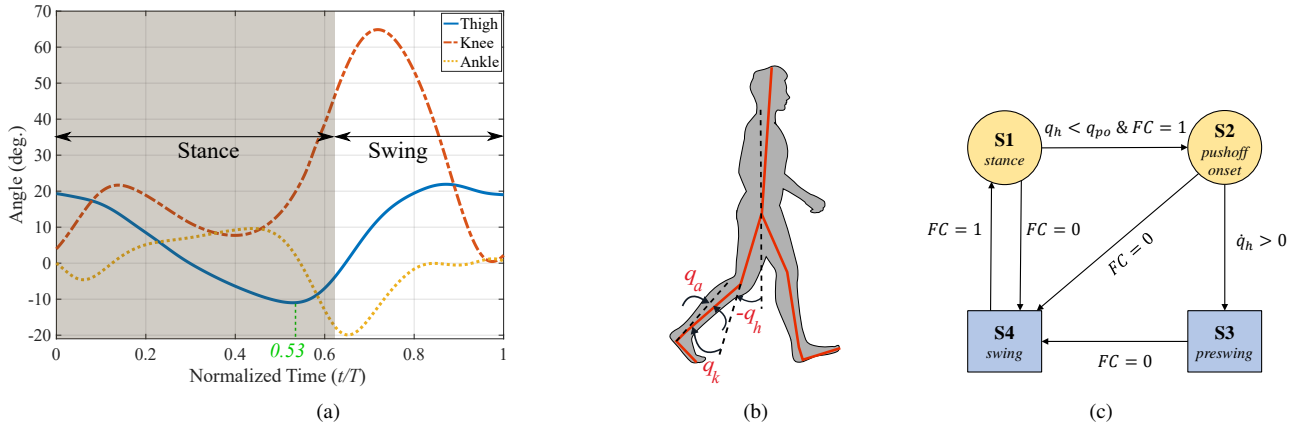 70
60
50
40
30
20
10
0
-10
-20
Angle (deg.)
Thigh
Knee
Ankle
Stance
Swing
0.53
0
0.2
0.4
0.6
0.8
1
Normalized Time (t/T)
(a)
q_a
-q_h
q_k
(b)
S1
stance
q_h < q_po & FC = 1
S2
pushoff
onset
FC = 1
FC = 0
FC = 0
q̇_h > 0
S4
swing
FC = 0
S3
preswing
(c)